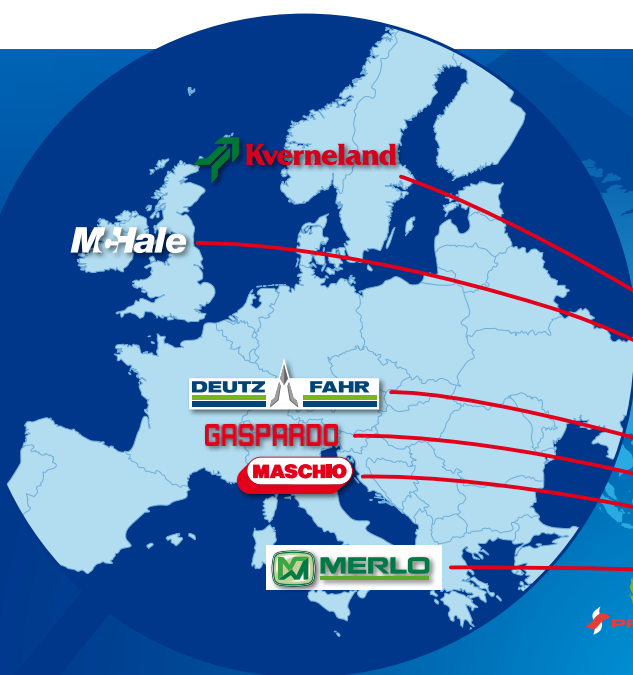 Kverneland
McHale
DEUTZ FAHR
GASPARDO
MASCHIO
MERLO